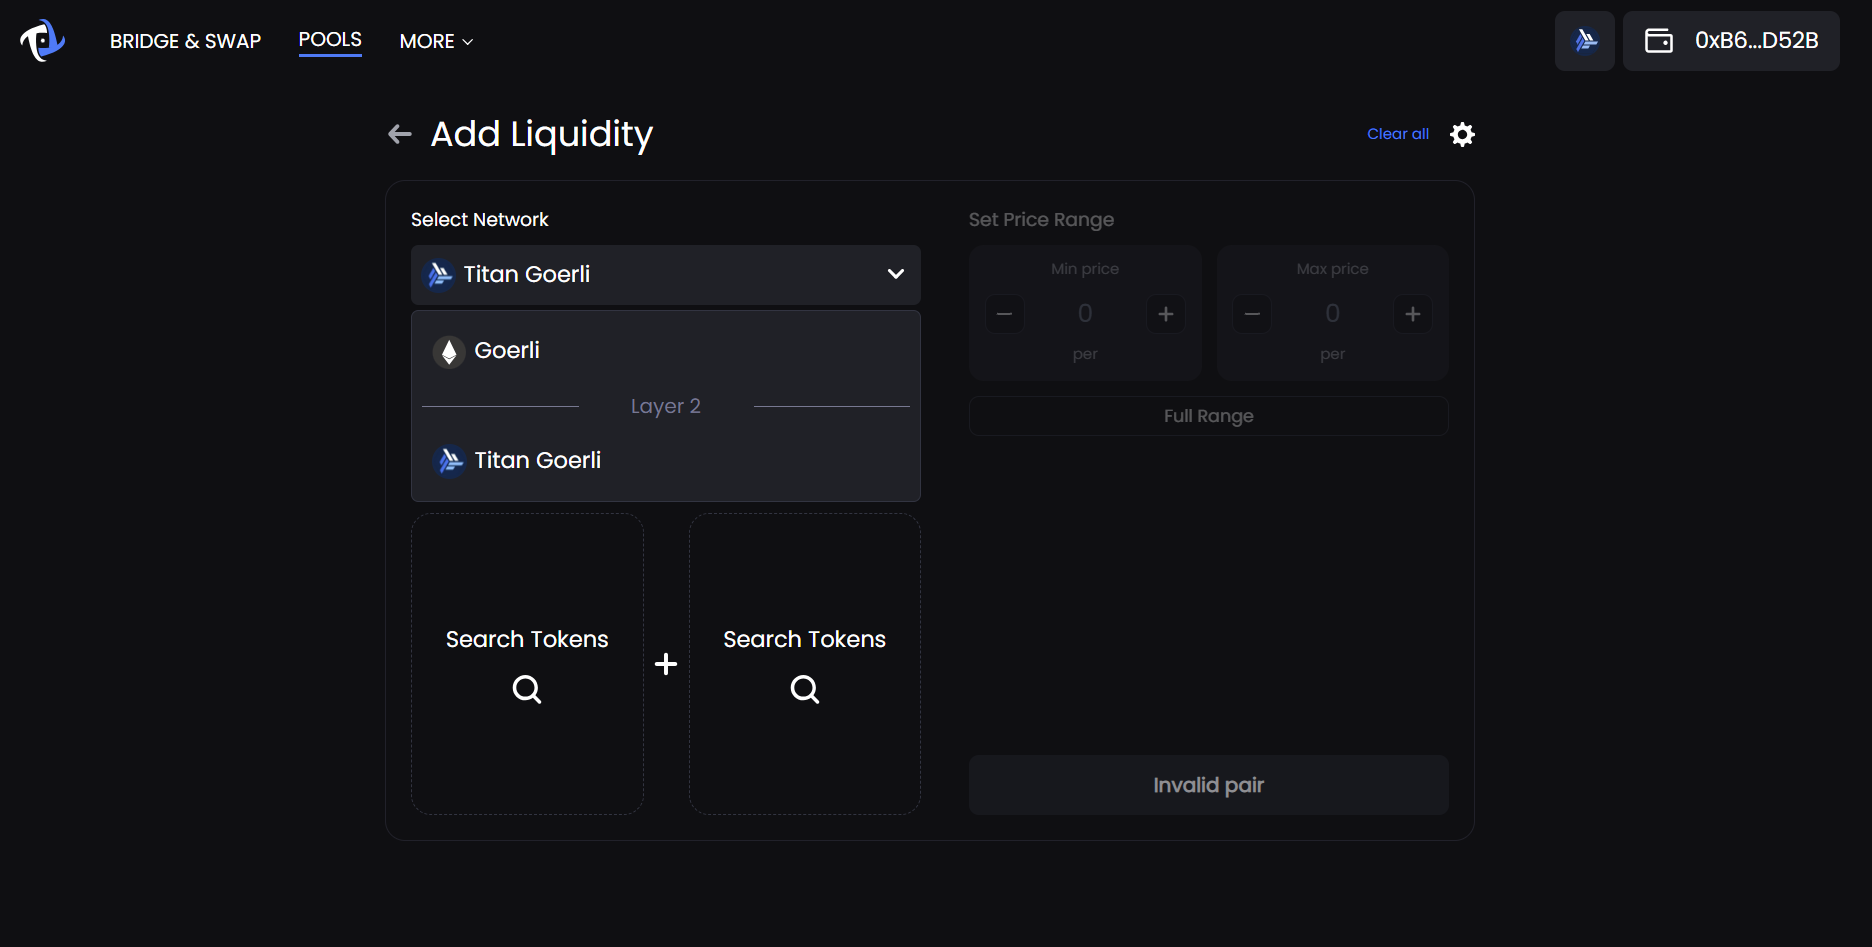 BRIDGE & SWAP
POOLS
MORE
0xB6...D52B
Add Liquidity
Clear all
Select Network
Titan Goerli
Goerli
Layer 2
Titan Goerli
Search Tokens
Search Tokens
Set Price Range
Min price
0
per
Max price
0
per
Full Range
Invalid pair